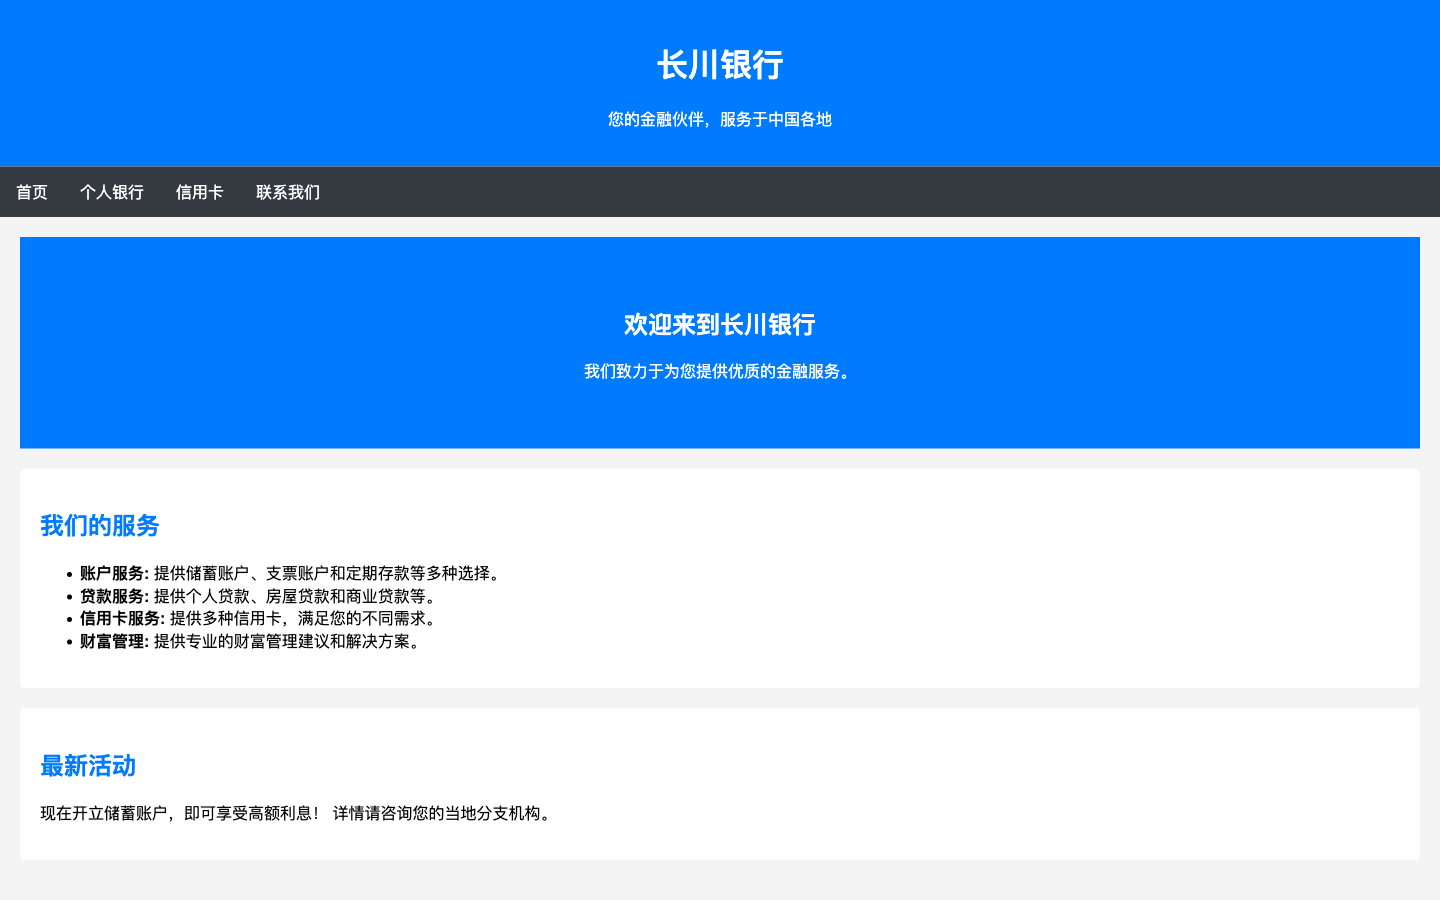 长川银行
您的金融伙伴，服务于中国各地
首页 个人银行 信用卡 联系我们
欢迎来到长川银行
我们致力于为您提供优质的金融服务。
我们的服务
• 账户服务: 提供储蓄账户、支票账户和定期存款等多种选择。
• 贷款服务: 提供个人贷款、房屋贷款和商业贷款等。
• 信用卡服务: 提供多种信用卡，满足您的不同需求。
• 财富管理: 提供专业的财富管理建议和解决方案。
最新活动
现在开立储蓄账户，即可享受高额利息！ 详情请咨询您的当地分支机构。